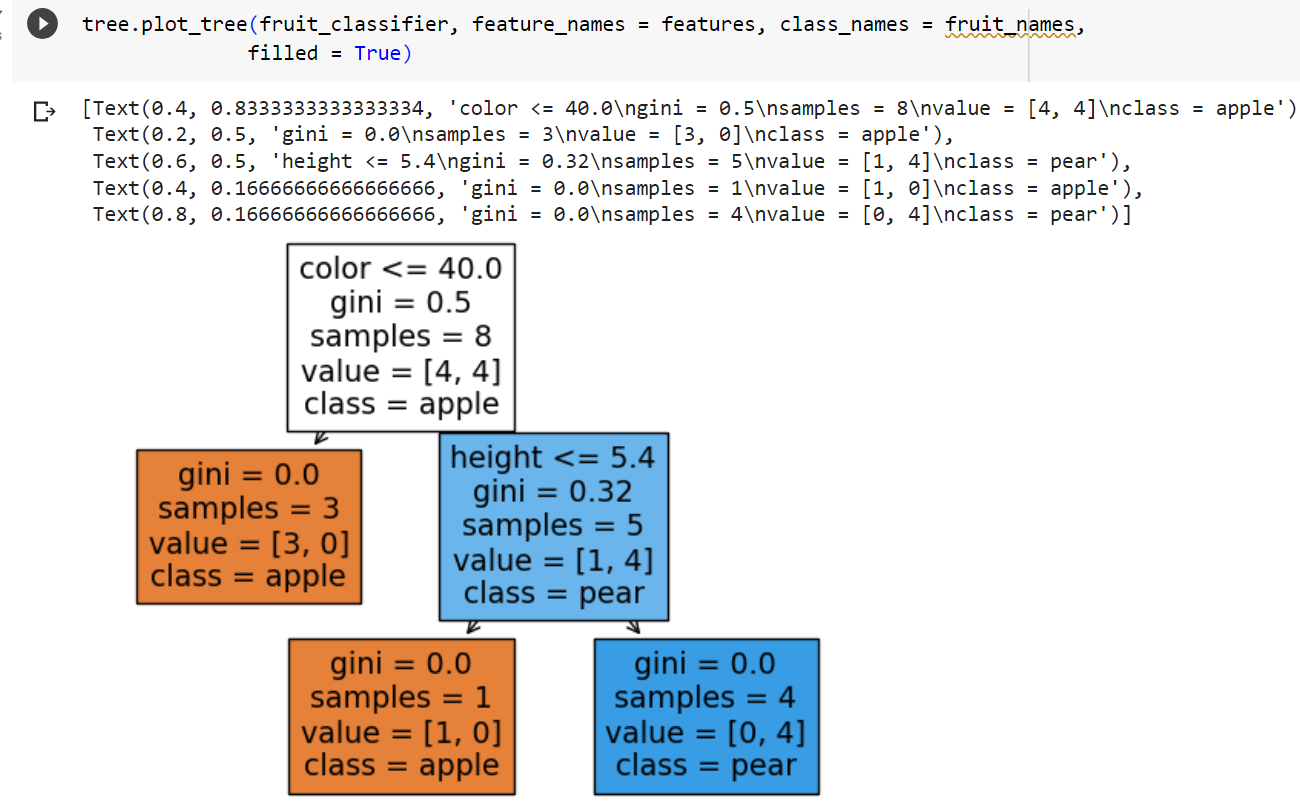 tree.plot_tree(fruit_classifier, feature_names = features, class_names = fruit_names,
filled = True)
[Text(0.4, 0.8333333333333334, 'color <= 40.0\ngini = 0.5\nsamples = 8\nvalue = [4, 4]\nclass = apple')
Text(0.2, 0.5, 'gini = 0.0\nsamples = 3\nvalue = [3, 0]\nclass = apple'),
Text(0.6, 0.5, 'height <= 5.4\ngini = 0.32\nsamples = 5\nvalue = [1, 4]\nclass = pear'),
Text(0.4, 0.16666666666666666, 'gini = 0.0\nsamples = 1\nvalue = [1, 0]\nclass = apple'),
Text(0.8, 0.16666666666666666, 'gini = 0.0\nsamples = 4\nvalue = [0, 4]\nclass = pear')]
color <= 40.0
gini = 0.5
samples = 8
value = [4, 4]
class = apple
gini = 0.0
samples = 3
value = [3, 0]
class = apple
height <= 5.4
gini = 0.32
samples = 5
value = [1, 4]
class = pear
gini = 0.0
samples = 1
value = [1, 0]
class = apple
gini = 0.0
samples = 4
value = [0, 4]
class = pear